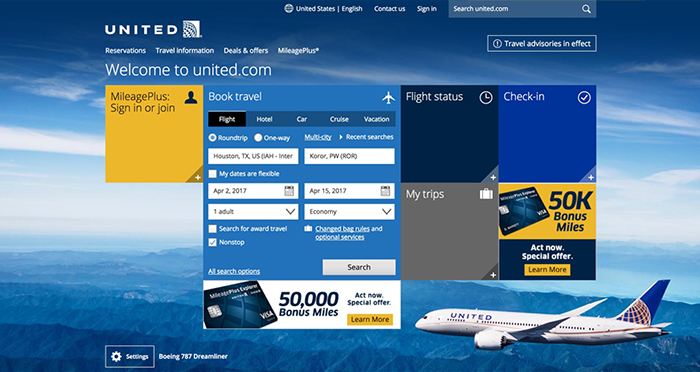 United States | English
Contact us
Sign in
Search united.com
UNITED
Reservations
Travel information
Deals & offers
MileagePlus®
Travel advisories in effect
Welcome to united.com
MileagePlus:
Sign in or join
Book travel
Flight
Hotel
Car
Cruise
Vacation
Roundtrip
One-way
Multi-city
Recent searches
Houston, TX, US (IAH - Inter
Koror, PW (ROR)
My dates are flexible
Apr 2, 2017
Apr 15, 2017
1 adult
Economy
Search for award travel
Nonstop
Changed bag rules and
optional services
All search options
Search
Flight status
Check-in
My trips
MileagePlus Explorer
VISA
50K
Bonus
Miles
Act now.
Special offer.
Learn More
MileagePlus Explorer
VISA
50,000
Bonus Miles
Act now.
Special offer.
Learn More
UNITED
Settings
Boeing 787 Dreamliner